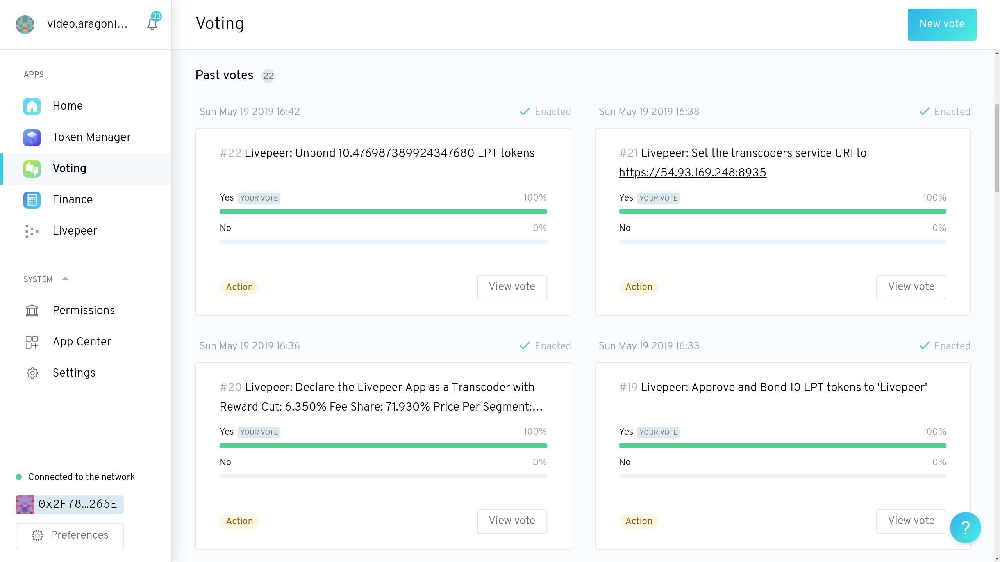 video.aragoni...
33
APPS
Home
Token Manager
Voting
Finance
Livepeer
SYSTEM
Permissions
App Center
Settings
Connected to the network
0x2F78…265E
Preferences
Voting
New vote
Past votes 22
Sun May 19 2019 16:42
Enacted
#22 Livepeer: Unbond 10.476987389924347680 LPT tokens
Yes YOUR VOTE 100%
No 0%
Action
View vote
Sun May 19 2019 16:38
Enacted
#21 Livepeer: Set the transcoders service URI to
https://54.93.169.248:8935
Yes YOUR VOTE 100%
No 0%
Action
View vote
Sun May 19 2019 16:36
Enacted
#20 Livepeer: Declare the Livepeer App as a Transcoder with
Reward Cut: 6.350% Fee Share: 71.930% Price Per Segment:...
Yes YOUR VOTE 100%
No 0%
Action
View vote
Sun May 19 2019 16:33
Enacted
#19 Livepeer: Approve and Bond 10 LPT tokens to 'Livepeer'
Yes YOUR VOTE 100%
No 0%
Action
View vote
?